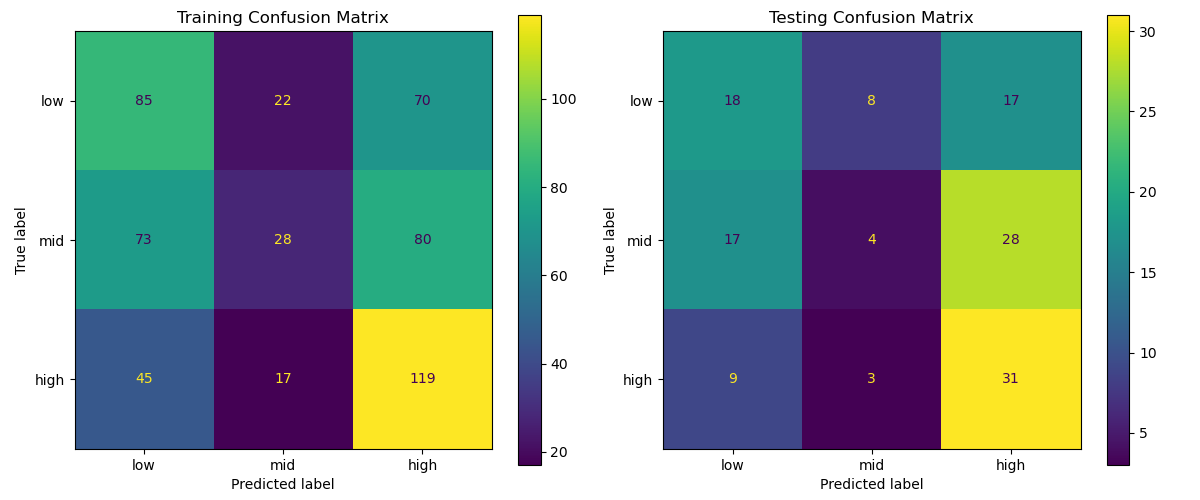 Training Confusion Matrix
True label
low
mid
high
85 22 70
73 28 80
45 17 119
low mid high
Predicted label
100
80
60
40
20
Testing Confusion Matrix
True label
low
mid
high
18 8 17
17 4 28
9 3 31
low mid high
Predicted label
30
25
20
15
10
5